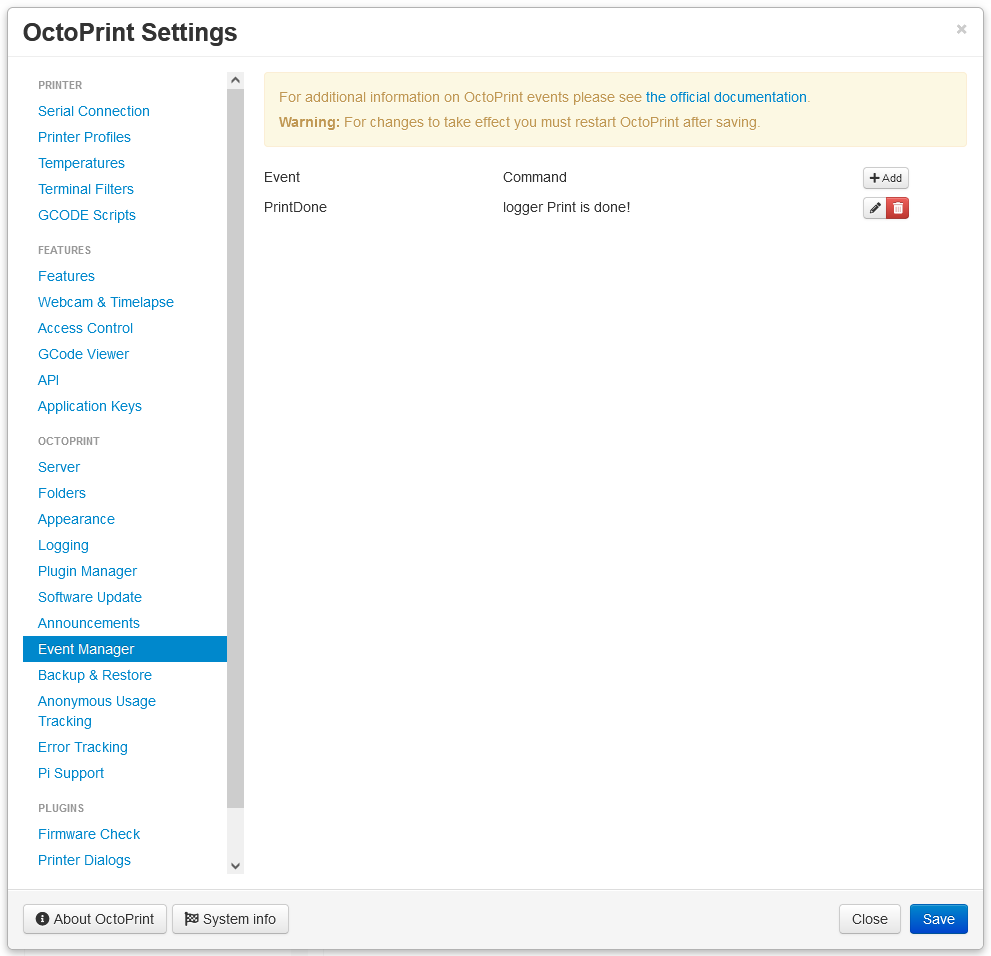 OctoPrint Settings
PRINTER
Serial Connection
Printer Profiles
Temperatures
Terminal Filters
GCODE Scripts
FEATURES
Features
Webcam & Timelapse
Access Control
GCode Viewer
API
Application Keys
OCTOPRINT
Server
Folders
Appearance
Logging
Plugin Manager
Software Update
Announcements
Event Manager
Backup & Restore
Anonymous Usage
Tracking
Error Tracking
Pi Support
PLUGINS
Firmware Check
Printer Dialogs
For additional information on OctoPrint events please see the official documentation.
Warning: For changes to take effect you must restart OctoPrint after saving.
Event Command Add
PrintDone logger Print is done!
About OctoPrint System info Close Save